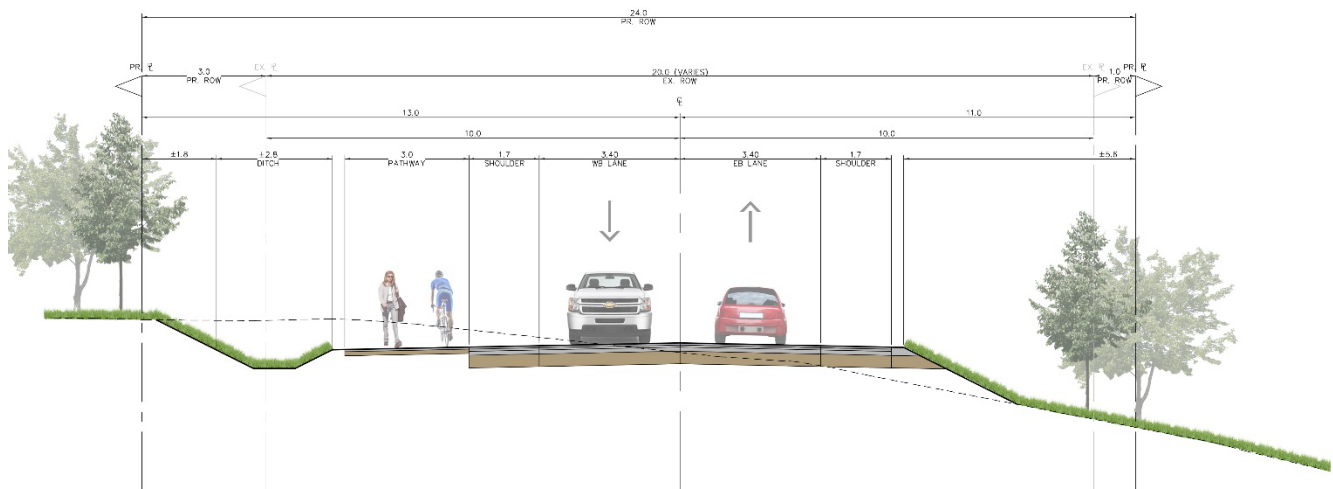 24.0
PR. ROW
PR. ⅊
EX. ⅊
EX. ⅊
PR. ⅊
3.0
PR. ROW
20.0 (VARIES)
EX. ROW
1.0
PR. ROW
℄
13.0
11.0
10.0
10.0
±1.8
±2.8
DITCH
3.0
PATHWAY
1.7
SHOULDER
3.40
WB LANE
3.40
EB LANE
1.7
SHOULDER
±5.6